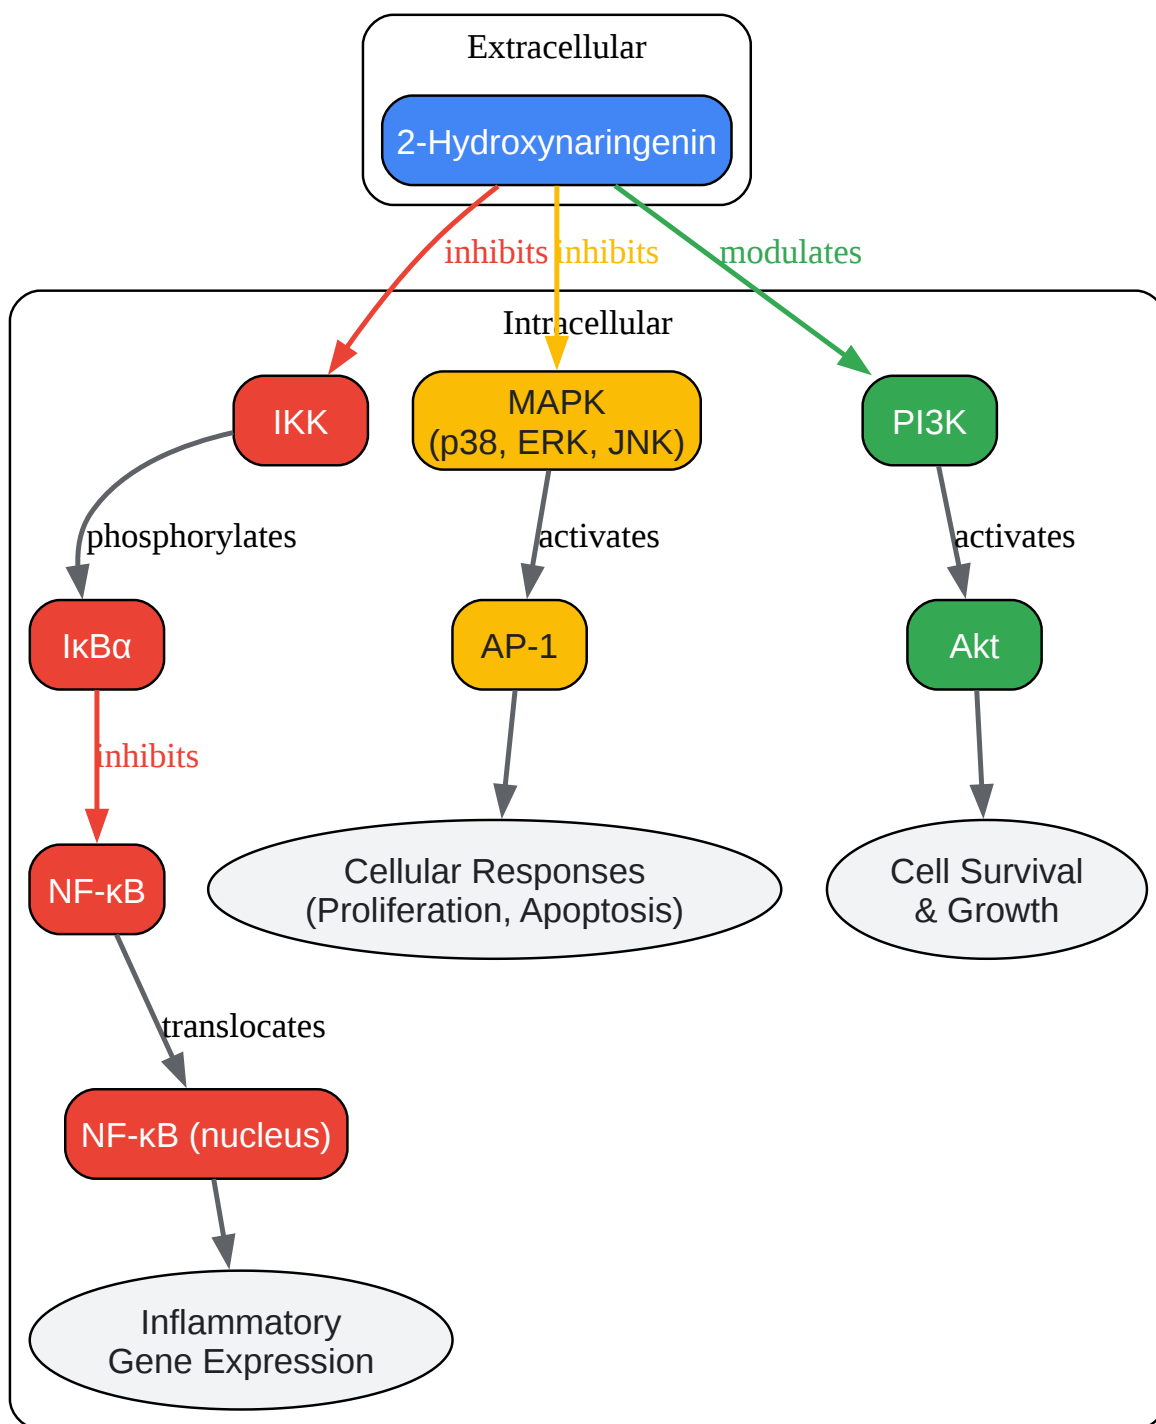 Extracellular
2-Hydroxynaringenin
inhibits
inhibits
modulates
Intracellular
IKK
MAPK
(p38, ERK, JNK)
PI3K
phosphorylates
activates
activates
IκBα
AP-1
Akt
inhibits
NF-κB
Cellular Responses
(Proliferation, Apoptosis)
Cell Survival
& Growth
translocates
NF-κB (nucleus)
Inflammatory
Gene Expression